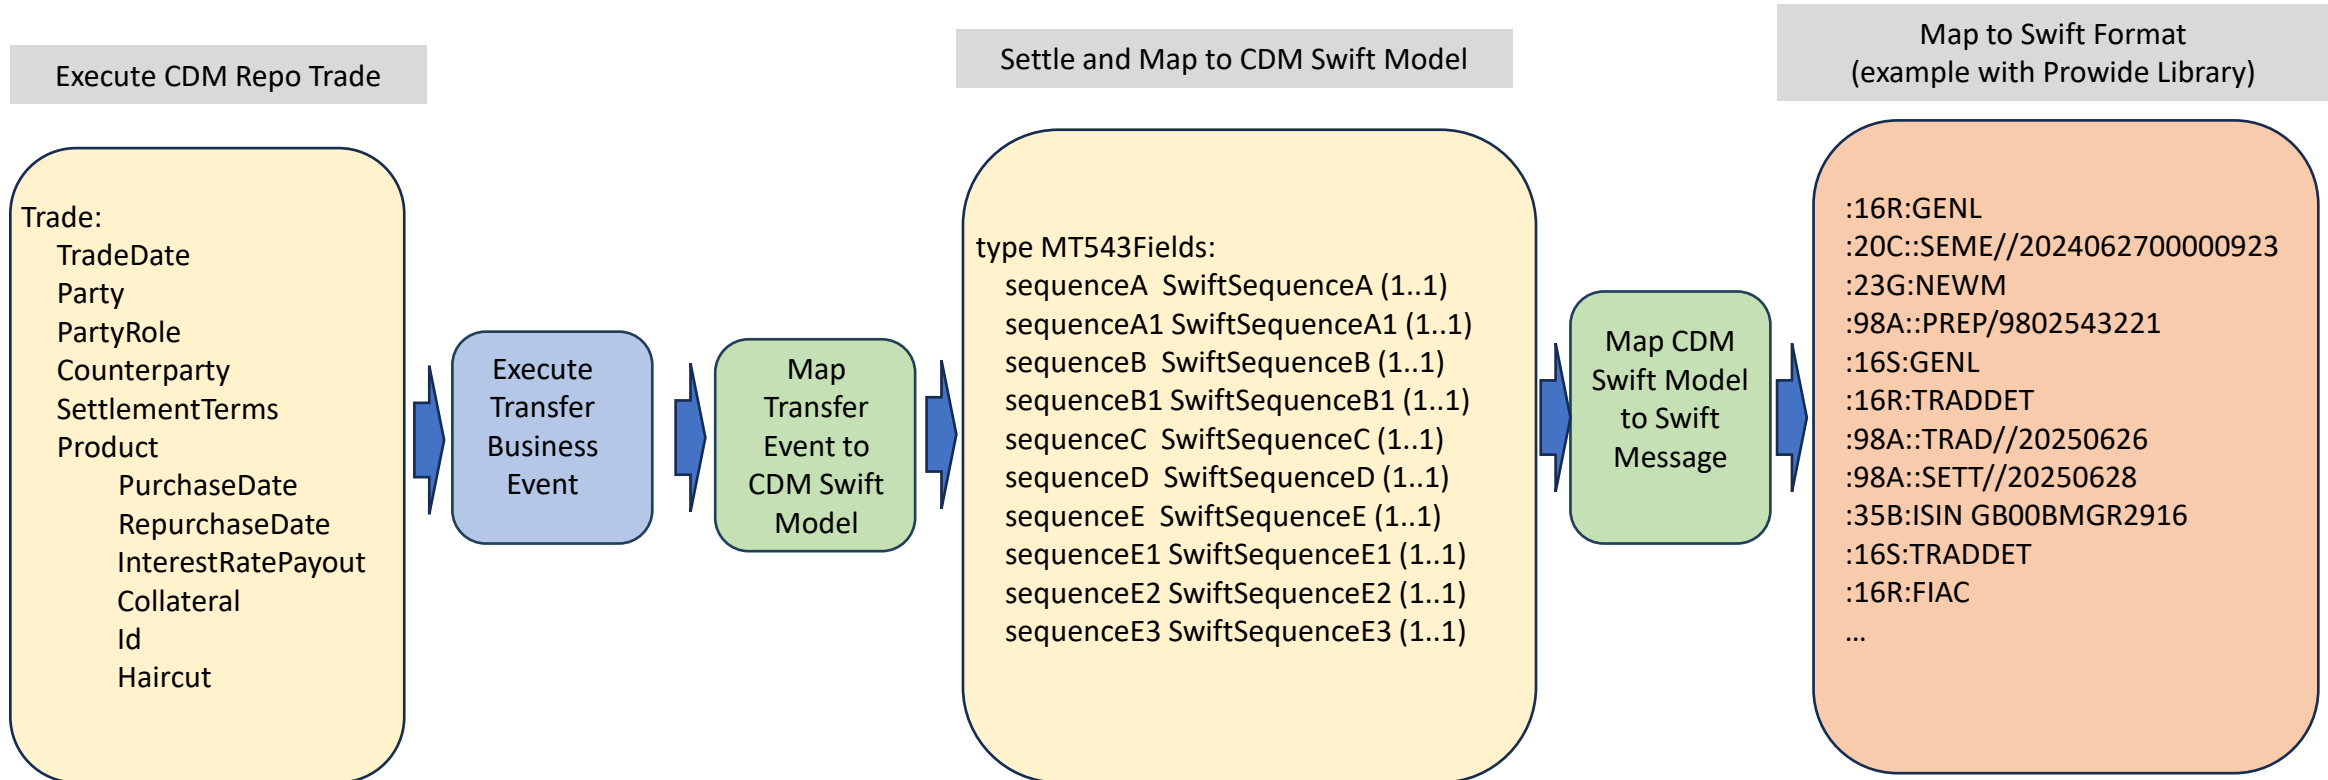 Execute CDM Repo Trade
Settle and Map to CDM Swift Model
Map to Swift Format
(example with Prowide Library)
Trade:
TradeDate
Party
PartyRole
Counterparty
SettlementTerms
Product
PurchaseDate
RepurchaseDate
InterestRatePayout
Collateral
Id
Haircut
Execute
Transfer
Business
Event
Map
Transfer
Event to
CDM Swift
Model
type MT543Fields:
sequenceA SwiftSequenceA (1..1)
sequenceA1 SwiftSequenceA1 (1..1)
sequenceB SwiftSequenceB (1..1)
sequenceB1 SwiftSequenceB1 (1..1)
sequenceC SwiftSequenceC (1..1)
sequenceD SwiftSequenceD (1..1)
sequenceE SwiftSequenceE (1..1)
sequenceE1 SwiftSequenceE1 (1..1)
sequenceE2 SwiftSequenceE2 (1..1)
sequenceE3 SwiftSequenceE3 (1..1)
Map CDM
Swift Model
to Swift
Message
:16R:GENL
:20C::SEME//2024062700000923
:23G:NEWM
:98A::PREP/9802543221
:16S:GENL
:16R:TRADDET
:98A::TRAD//20250626
:98A::SETT//20250628
:35B:ISIN GB00BMGR2916
:16S:TRADDET
:16R:FIAC
...